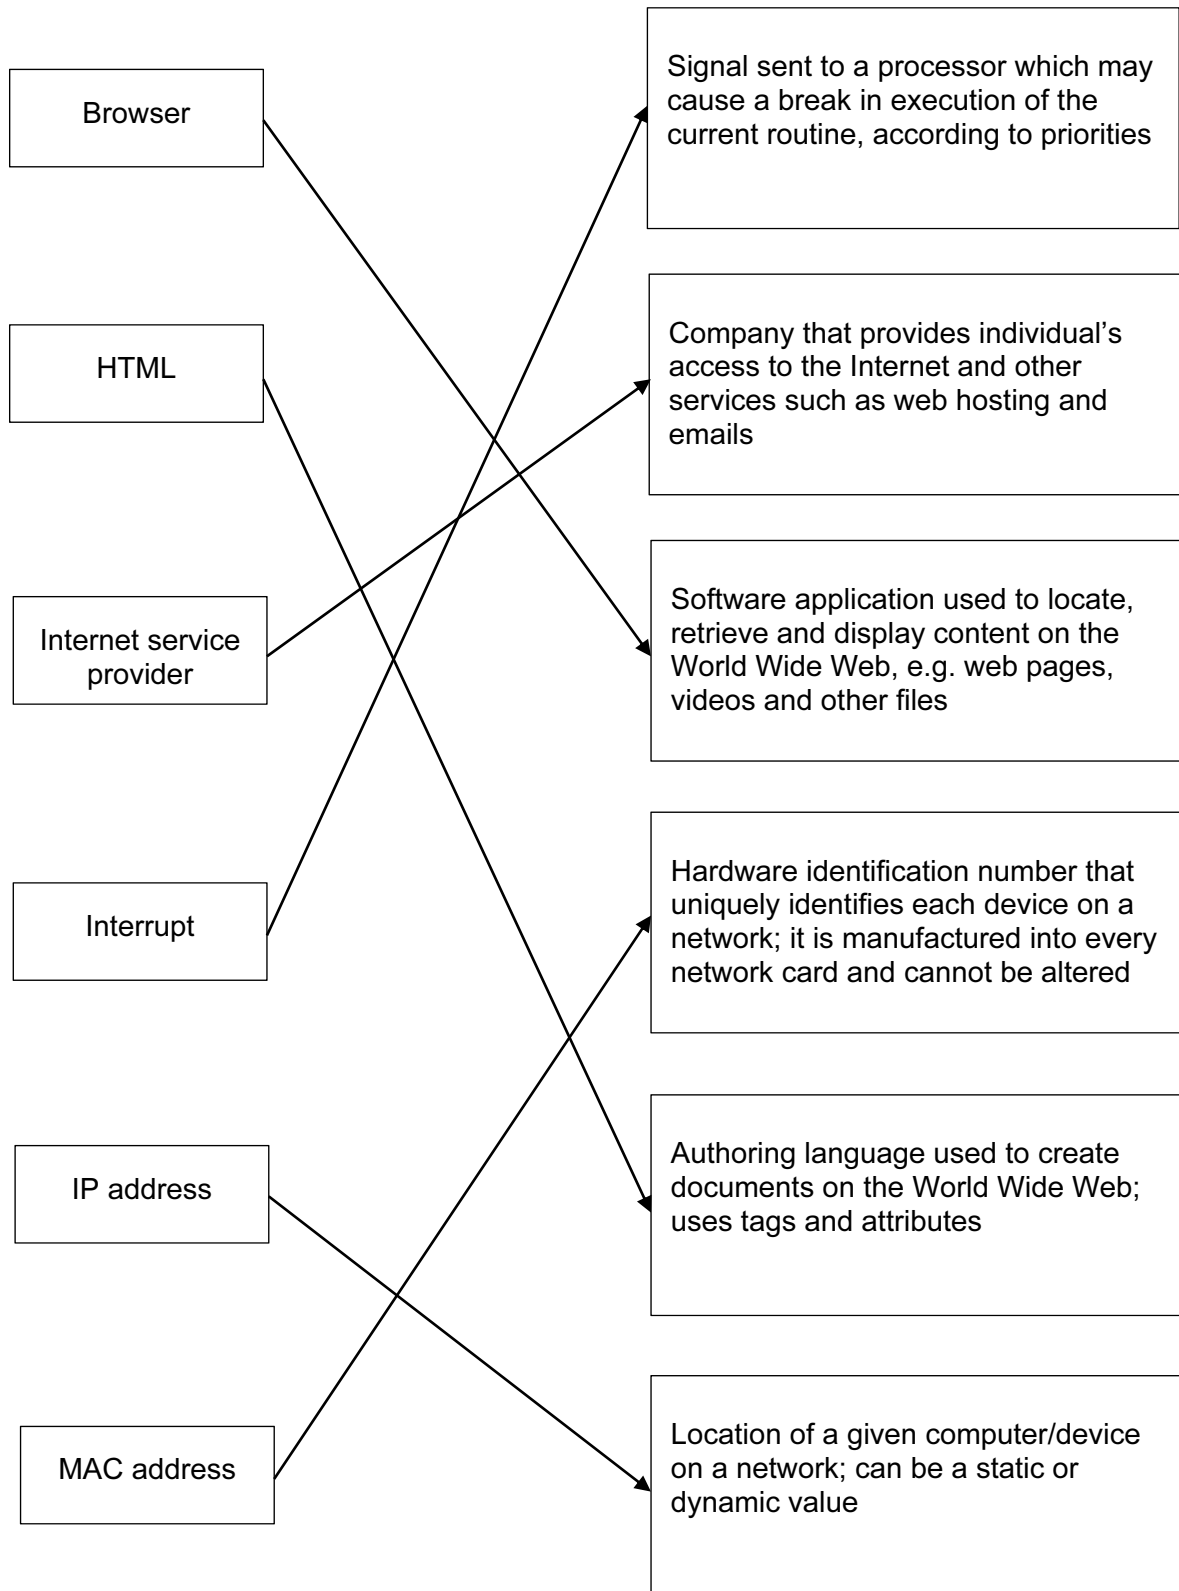 Browser
HTML
Internet service
provider
Interrupt
IP address
MAC address
Signal sent to a processor which may
cause a break in execution of the
current routine, according to priorities
Company that provides individual’s
access to the Internet and other
services such as web hosting and
emails
Software application used to locate,
retrieve and display content on the
World Wide Web, e.g. web pages,
videos and other files
Hardware identification number that
uniquely identifies each device on a
network; it is manufactured into every
network card and cannot be altered
Authoring language used to create
documents on the World Wide Web;
uses tags and attributes
Location of a given computer/device
on a network; can be a static or
dynamic value